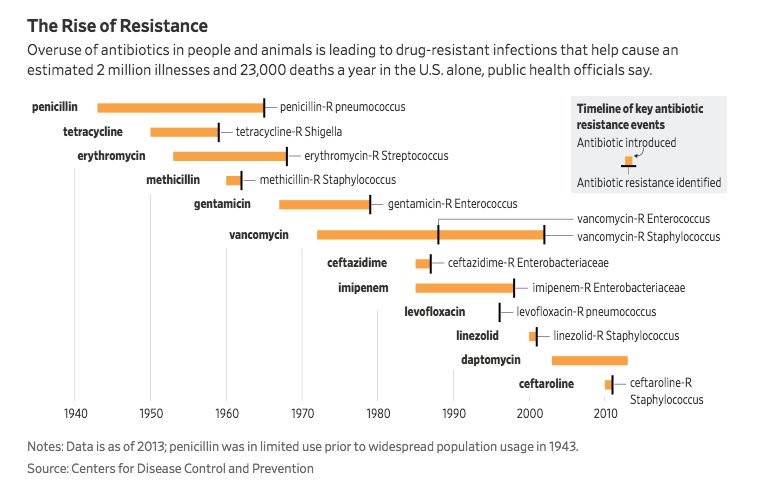 The Rise of Resistance
Overuse of antibiotics in people and animals is leading to drug-resistant infections that help cause an
estimated 2 million illnesses and 23,000 deaths a year in the U.S. alone, public health officials say.
Timeline of key antibiotic
resistance events
Antibiotic introduced
Antibiotic resistance identified
penicillin penicillin-R pneumococcus
tetracycline tetracycline-R Shigella
erythromycin erythromycin-R Streptococcus
methicillin methicillin-R Staphylococcus
gentamicin gentamicin-R Enterococcus
vancomycin-R Enterococcus
vancomycin vancomycin-R Staphylococcus
ceftazidime ceftazidime-R Enterobacteriaceae
imipenem imipenem-R Enterobacteriaceae
levofloxacin levofloxacin-R pneumococcus
linezolid linezolid-R Staphylococcus
daptomycin
ceftaroline ceftaroline-R
Staphylococcus
1940 1950 1960 1970 1980 1990 2000 2010
Notes: Data is as of 2013; penicillin was in limited use prior to widespread population usage in 1943.
Source: Centers for Disease Control and Prevention